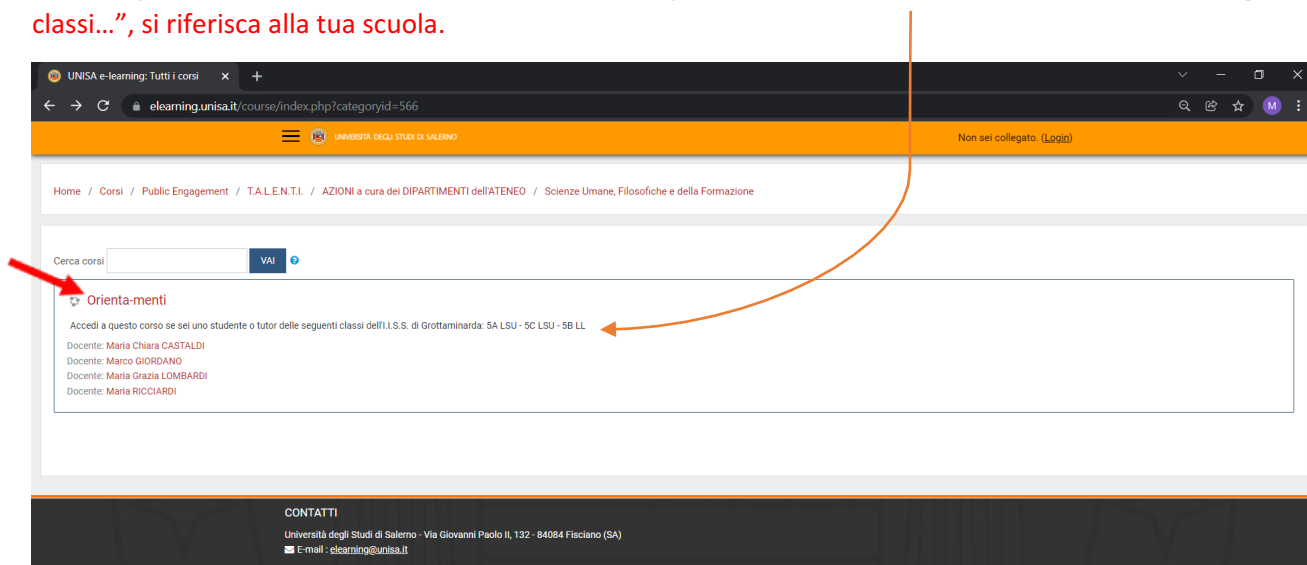 classi…”, si riferisca alla tua scuola.
UNISA e-learning: Tutti i corsi
elearning.unisa.it/course/index.php?categoryid=566
M
UNIVERSITÀ DEGLI STUDI DI SALERNO
Non sei collegato. (Login)
Home / Corsi / Public Engagement / T.A.L.E.N.T.I. / AZIONI a cura dei DIPARTIMENTI dell'ATENEO / Scienze Umane, Filosofiche e della Formazione
Cerca corsi VAI
Orienta-menti
Accedi a questo corso se sei uno studente o tutor delle seguenti classi dell'I.I.S.S. di Grottaminarda: 5A LSU - 5C LSU - 5B LL
Docente: Maria Chiara CASTALDI
Docente: Marco GIORDANO
Docente: Maria Grazia LOMBARDI
Docente: Maria RICCIARDI
CONTATTI
Università degli Studi di Salerno - Via Giovanni Paolo II, 132 - 84084 Fisciano (SA)
E-mail : elearning@unisa.it